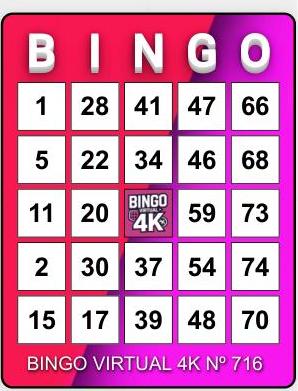 B I N G O
1 28 41 47 66
5 22 34 46 68
11 20 BINGO VIRTUAL 4K 59 73
2 30 37 54 74
15 17 39 48 70
BINGO VIRTUAL 4K Nº 716